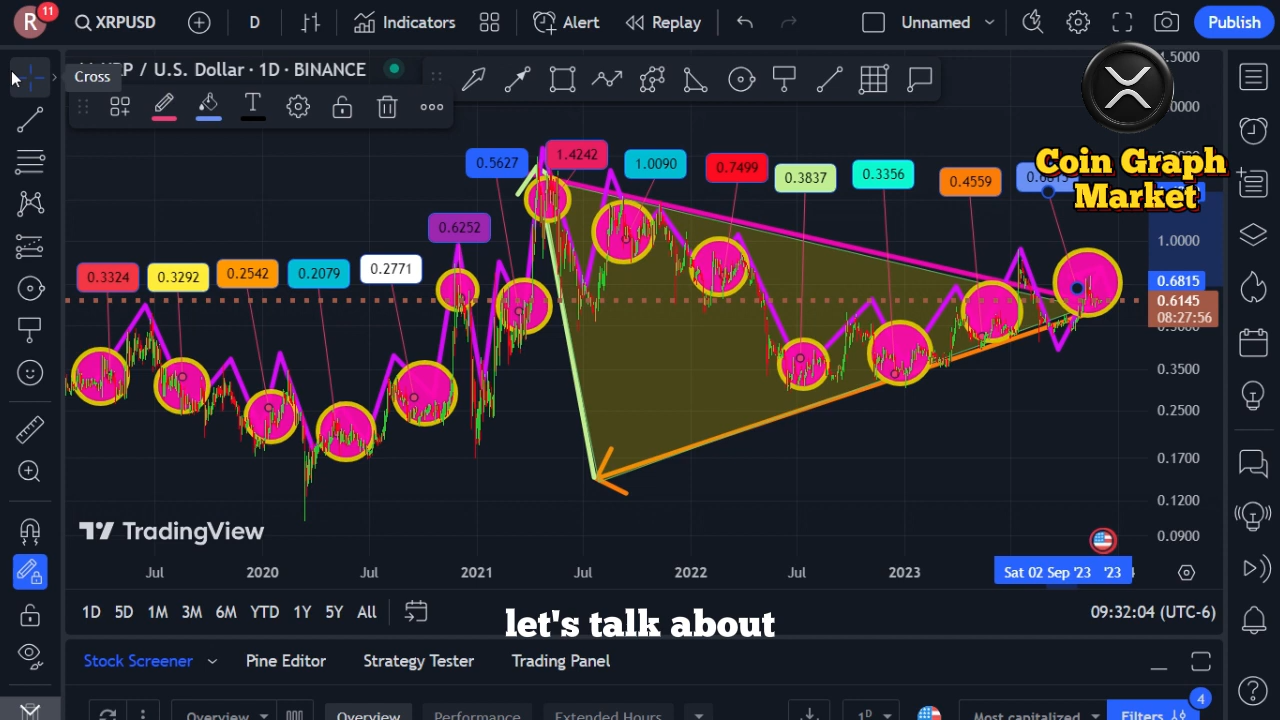 R
11
XRPUSD
D
Indicators
Alert
Replay
Unnamed
Publish
Cross
/ U.S. Dollar · 1D · BINANCE
T
Coin Graph
Market
0.3324
0.3292
0.2542
0.2079
0.2771
0.6252
0.5627
1.4242
1.0090
0.7499
0.3837
0.3356
0.4559
1.0000
0.6815
0.6145
08:27:56
0.3500
0.2500
0.1700
0.1200
0.0900
TradingView
Jul
2020
Jul
2021
Jul
2022
Jul
2023
Sat 02 Sep '23
'23
1D
5D
1M
3M
6M
YTD
1Y
5Y
All
09:32:04 (UTC-6)
let's talk about
Stock Screener
Pine Editor
Strategy Tester
Trading Panel
Overview
Overview
Performance
Extended Hours
1D
Most capitalized
Filters
4